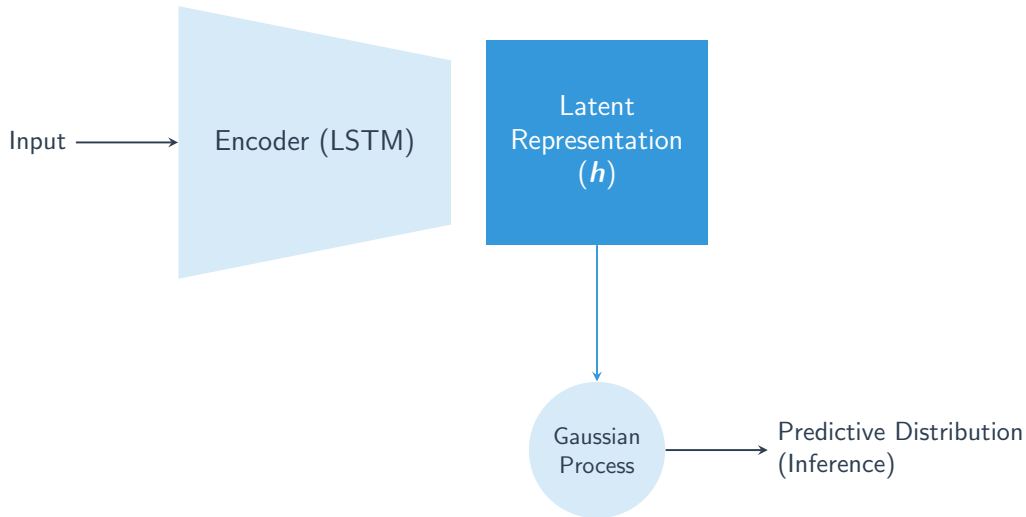 Input
Encoder (LSTM)
Latent
Representation
(h)
Gaussian
Process
Predictive Distribution
(Inference)